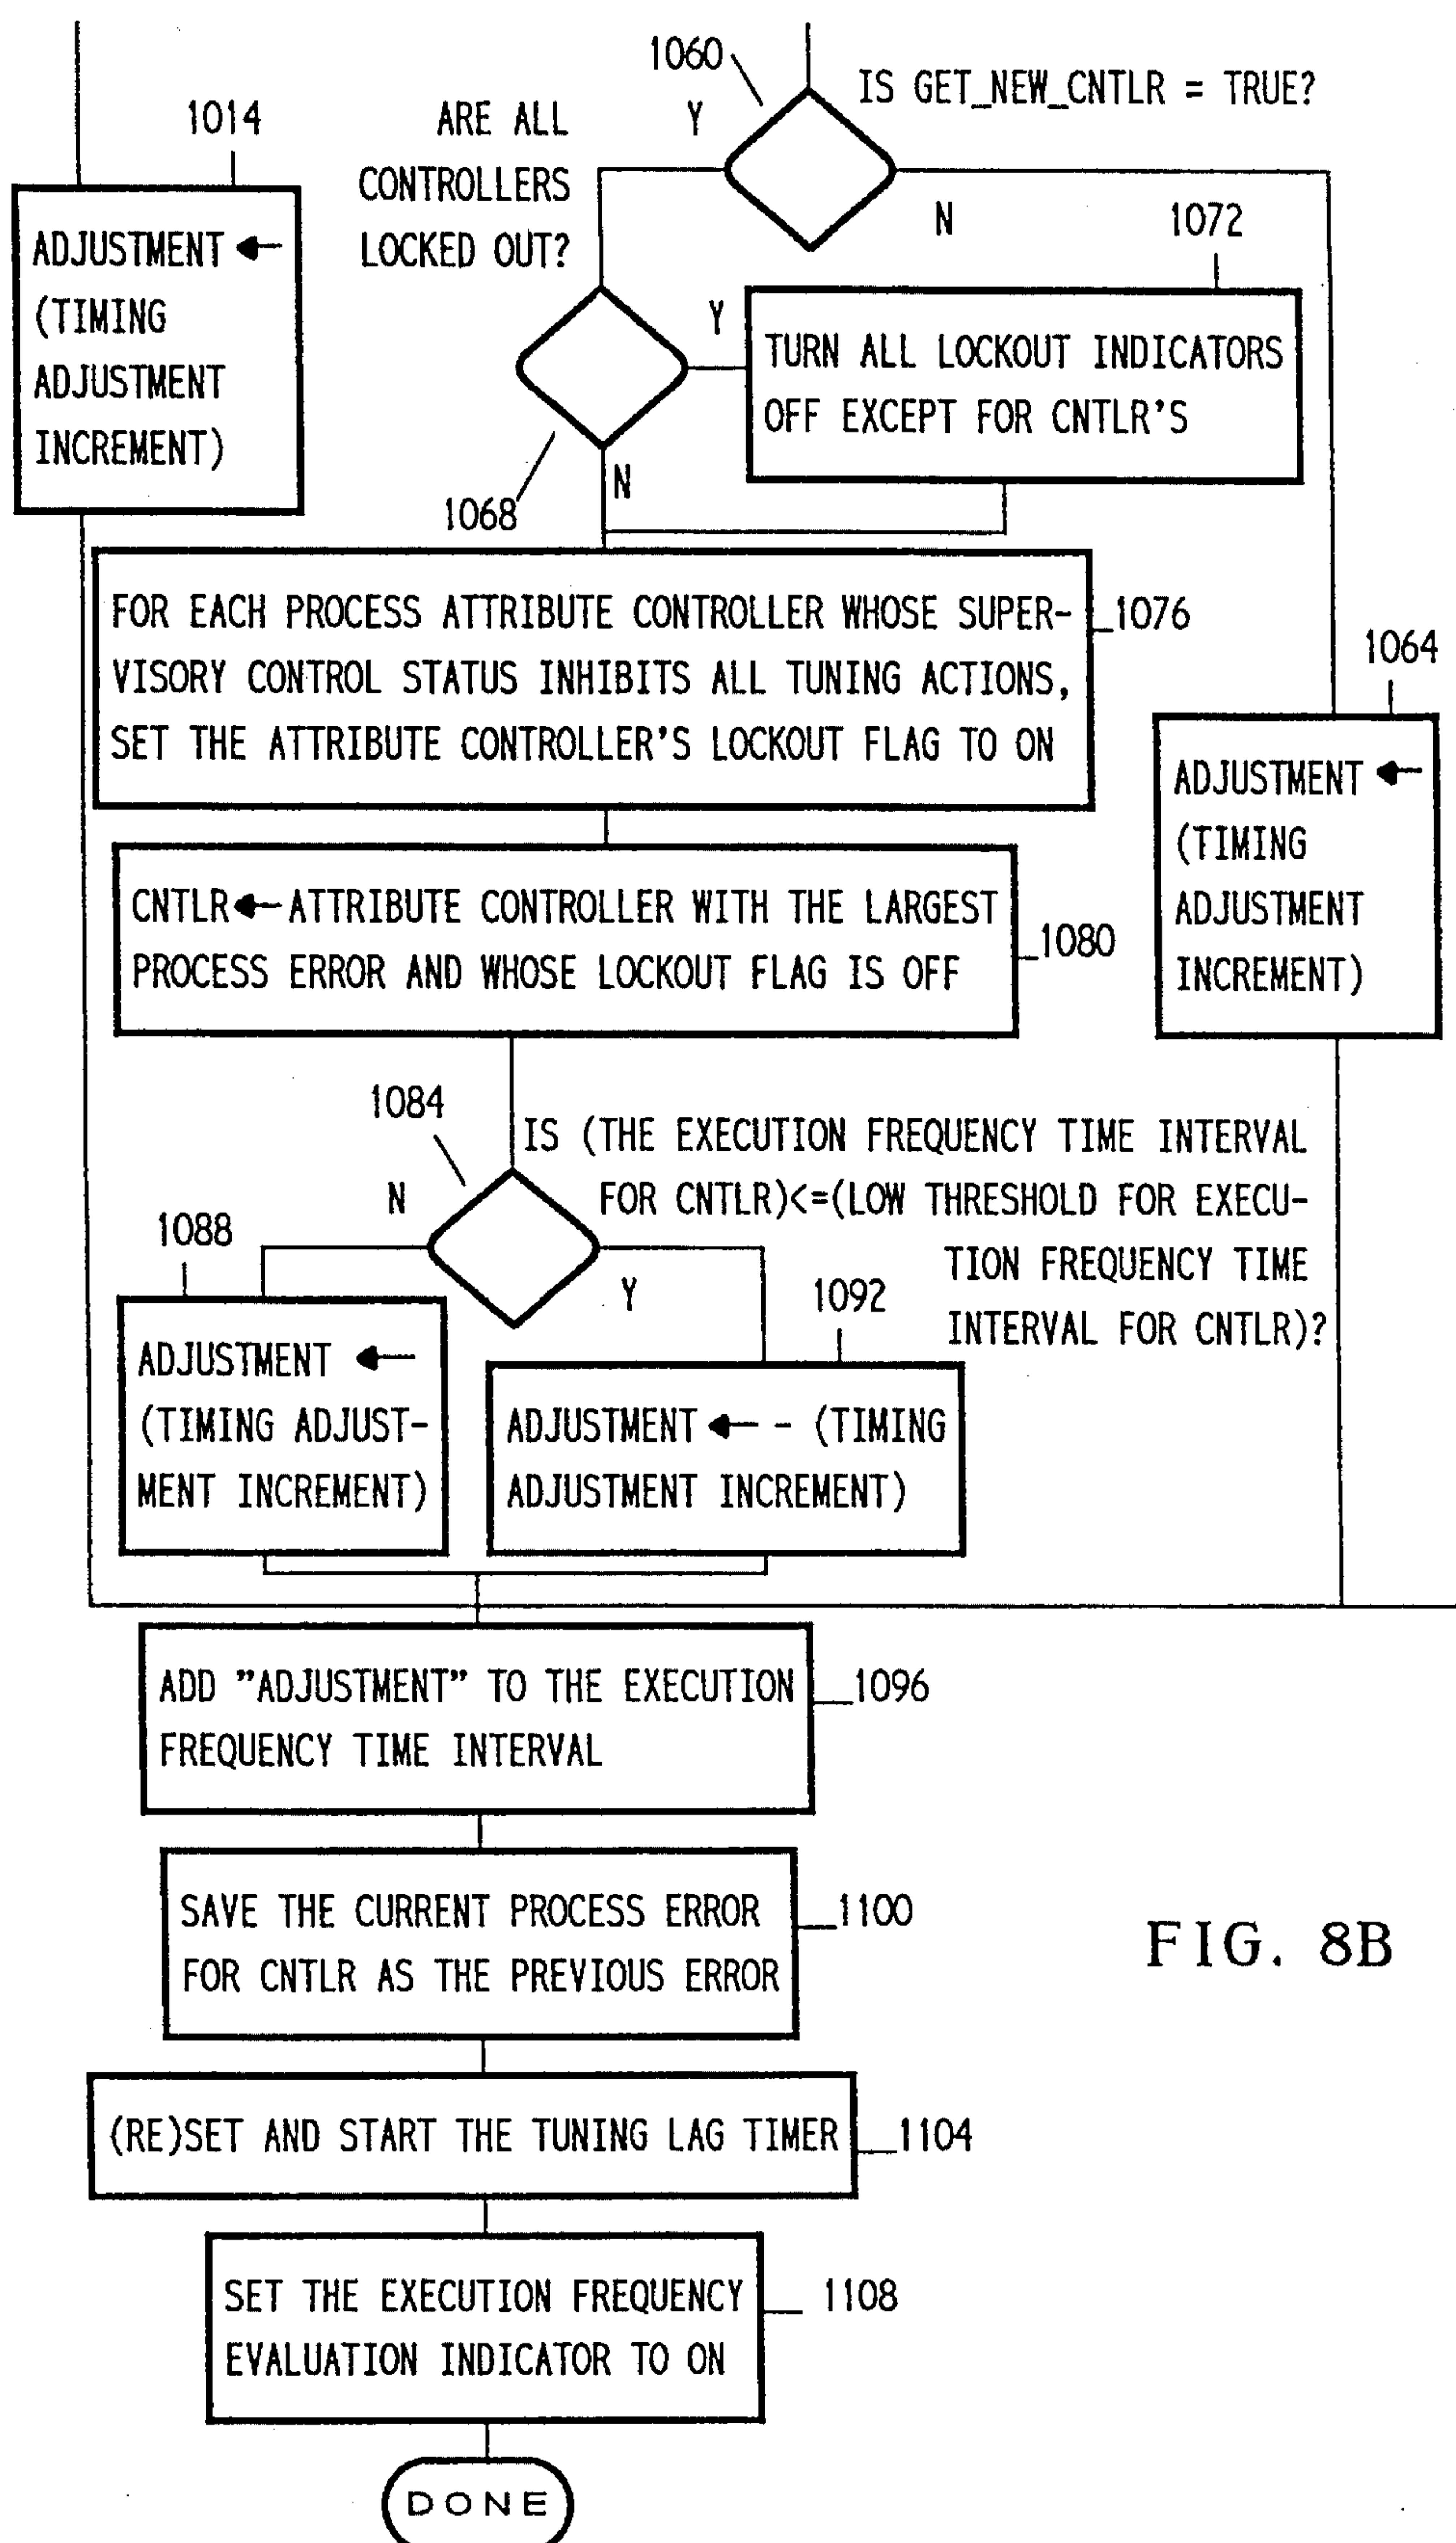 1060
IS GET_NEW_CNTLR = TRUE?
Y
N
1014
ADJUSTMENT ←
(TIMING
ADJUSTMENT
INCREMENT)
ARE ALL
CONTROLLERS
LOCKED OUT?
1068
Y
N
1072
TURN ALL LOCKOUT INDICATORS
OFF EXCEPT FOR CNTLR'S
FOR EACH PROCESS ATTRIBUTE CONTROLLER WHOSE SUPER-
VISORY CONTROL STATUS INHIBITS ALL TUNING ACTIONS,
SET THE ATTRIBUTE CONTROLLER'S LOCKOUT FLAG TO ON
1076
1064
ADJUSTMENT ←
(TIMING
ADJUSTMENT
INCREMENT)
CNTLR← ATTRIBUTE CONTROLLER WITH THE LARGEST
PROCESS ERROR AND WHOSE LOCKOUT FLAG IS OFF
1080
1084
IS (THE EXECUTION FREQUENCY TIME INTERVAL
FOR CNTLR)<=(LOW THRESHOLD FOR EXECU-
TION FREQUENCY TIME
INTERVAL FOR CNTLR)?
N
Y
1088
ADJUSTMENT ←
(TIMING ADJUST-
MENT INCREMENT)
1092
ADJUSTMENT ← - (TIMING
ADJUSTMENT INCREMENT)
ADD "ADJUSTMENT" TO THE EXECUTION
FREQUENCY TIME INTERVAL
1096
SAVE THE CURRENT PROCESS ERROR
FOR CNTLR AS THE PREVIOUS ERROR
1100
FIG. 8B
(RE)SET AND START THE TUNING LAG TIMER
1104
SET THE EXECUTION FREQUENCY
EVALUATION INDICATOR TO ON
1108
DONE